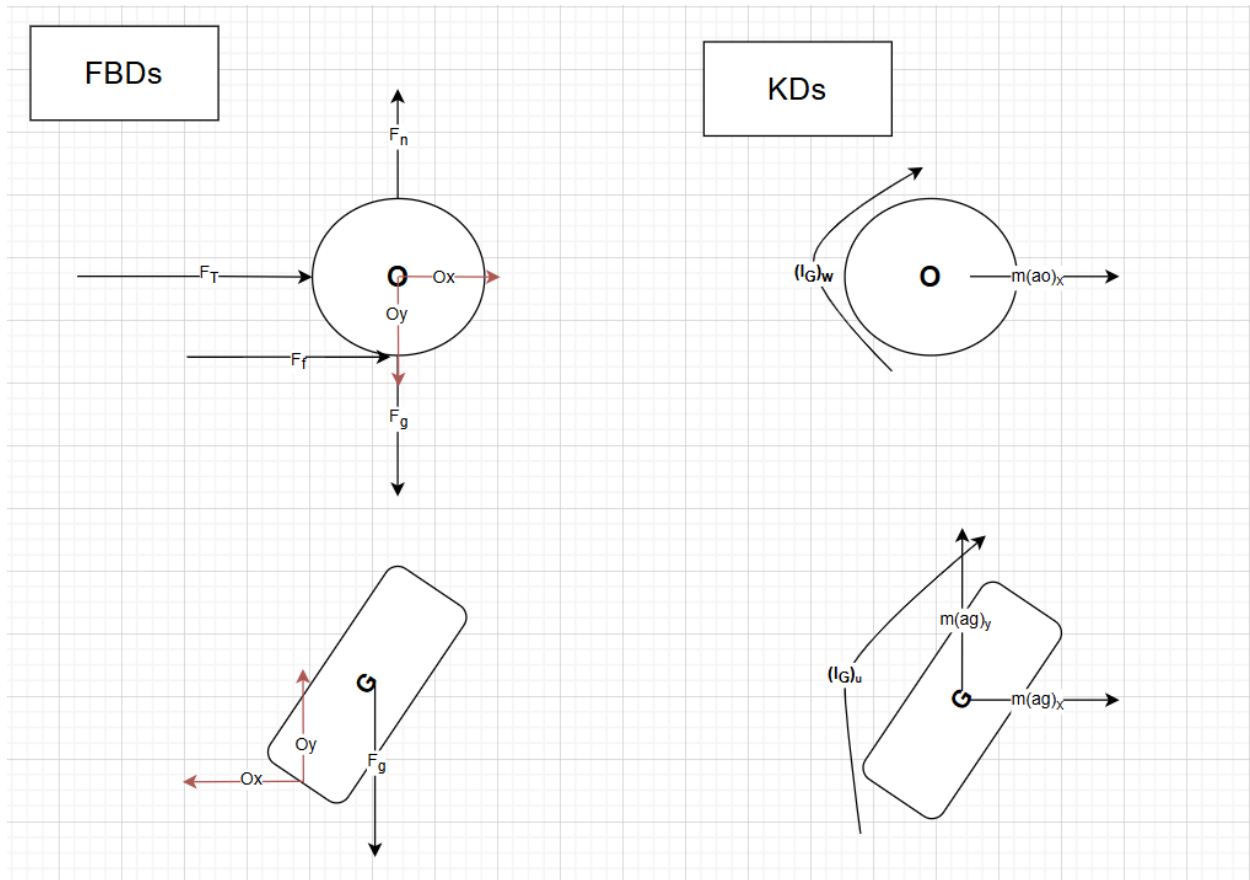 FBDs
KDs
Fn
FT
O
Ox
Oy
Ff
Fg
(IG)w
O
m(ao)x
G
Oy
Ox
Fg
m(ag)y
(IG)u
G
m(ag)x